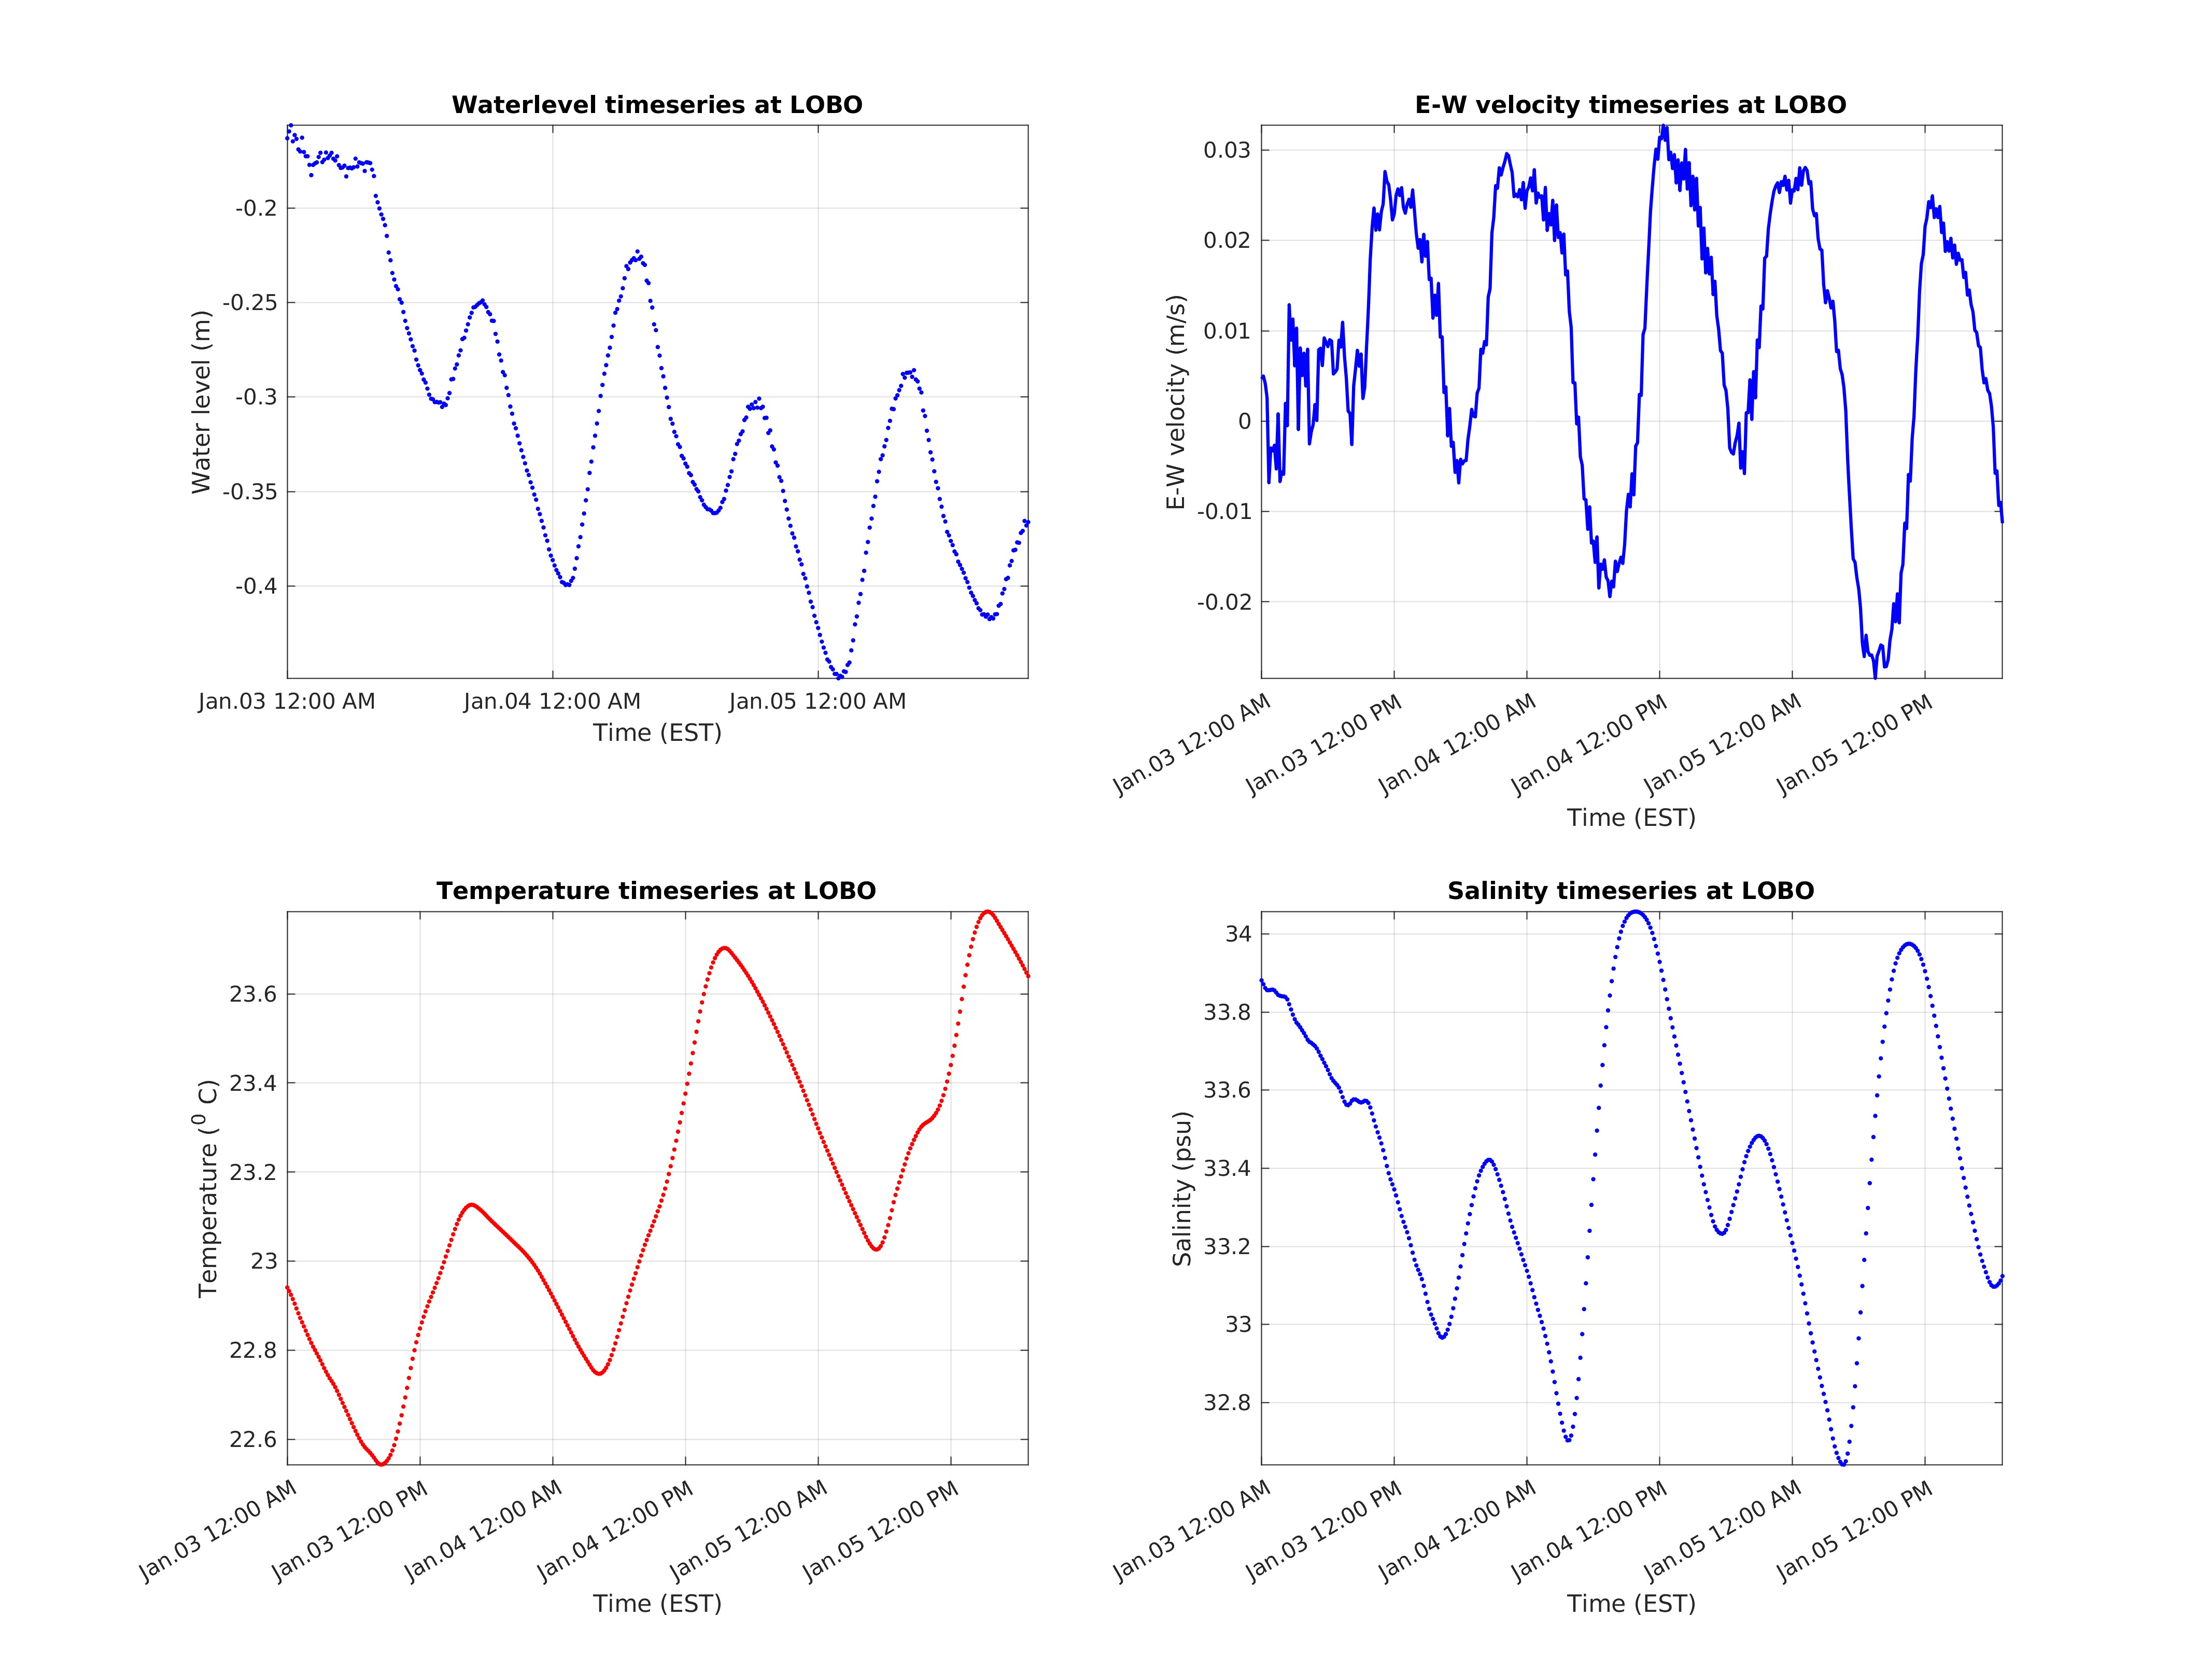 Waterlevel timeseries at LOBO
Water level (m)
-0.2
-0.25
-0.3
-0.35
-0.4
Jan.03 12:00 AM
Jan.04 12:00 AM
Jan.05 12:00 AM
Time (EST)
E-W velocity timeseries at LOBO
E-W velocity (m/s)
0.03
0.02
0.01
0
-0.01
-0.02
Jan.03 12:00 AM
Jan.03 12:00 PM
Jan.04 12:00 AM
Jan.04 12:00 PM
Jan.05 12:00 AM
Jan.05 12:00 PM
Time (EST)
Temperature timeseries at LOBO
Temperature (⁰ C)
23.6
23.4
23.2
23
22.8
22.6
Jan.03 12:00 AM
Jan.03 12:00 PM
Jan.04 12:00 AM
Jan.04 12:00 PM
Jan.05 12:00 AM
Jan.05 12:00 PM
Time (EST)
Salinity timeseries at LOBO
Salinity (psu)
34
33.8
33.6
33.4
33.2
33
32.8
Jan.03 12:00 AM
Jan.03 12:00 PM
Jan.04 12:00 AM
Jan.04 12:00 PM
Jan.05 12:00 AM
Jan.05 12:00 PM
Time (EST)